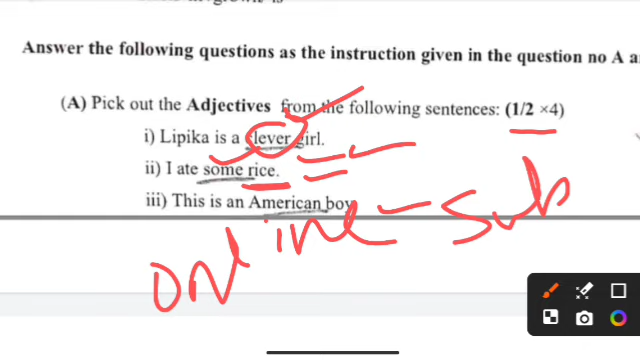 Answer the following questions as the instruction given in the question no A a
(A) Pick out the Adjectives from the following sentences: (1/2 ×4)
i) Lipika is a clever girl.
ii) I ate some rice.
iii) This is an American boy
online - Sub